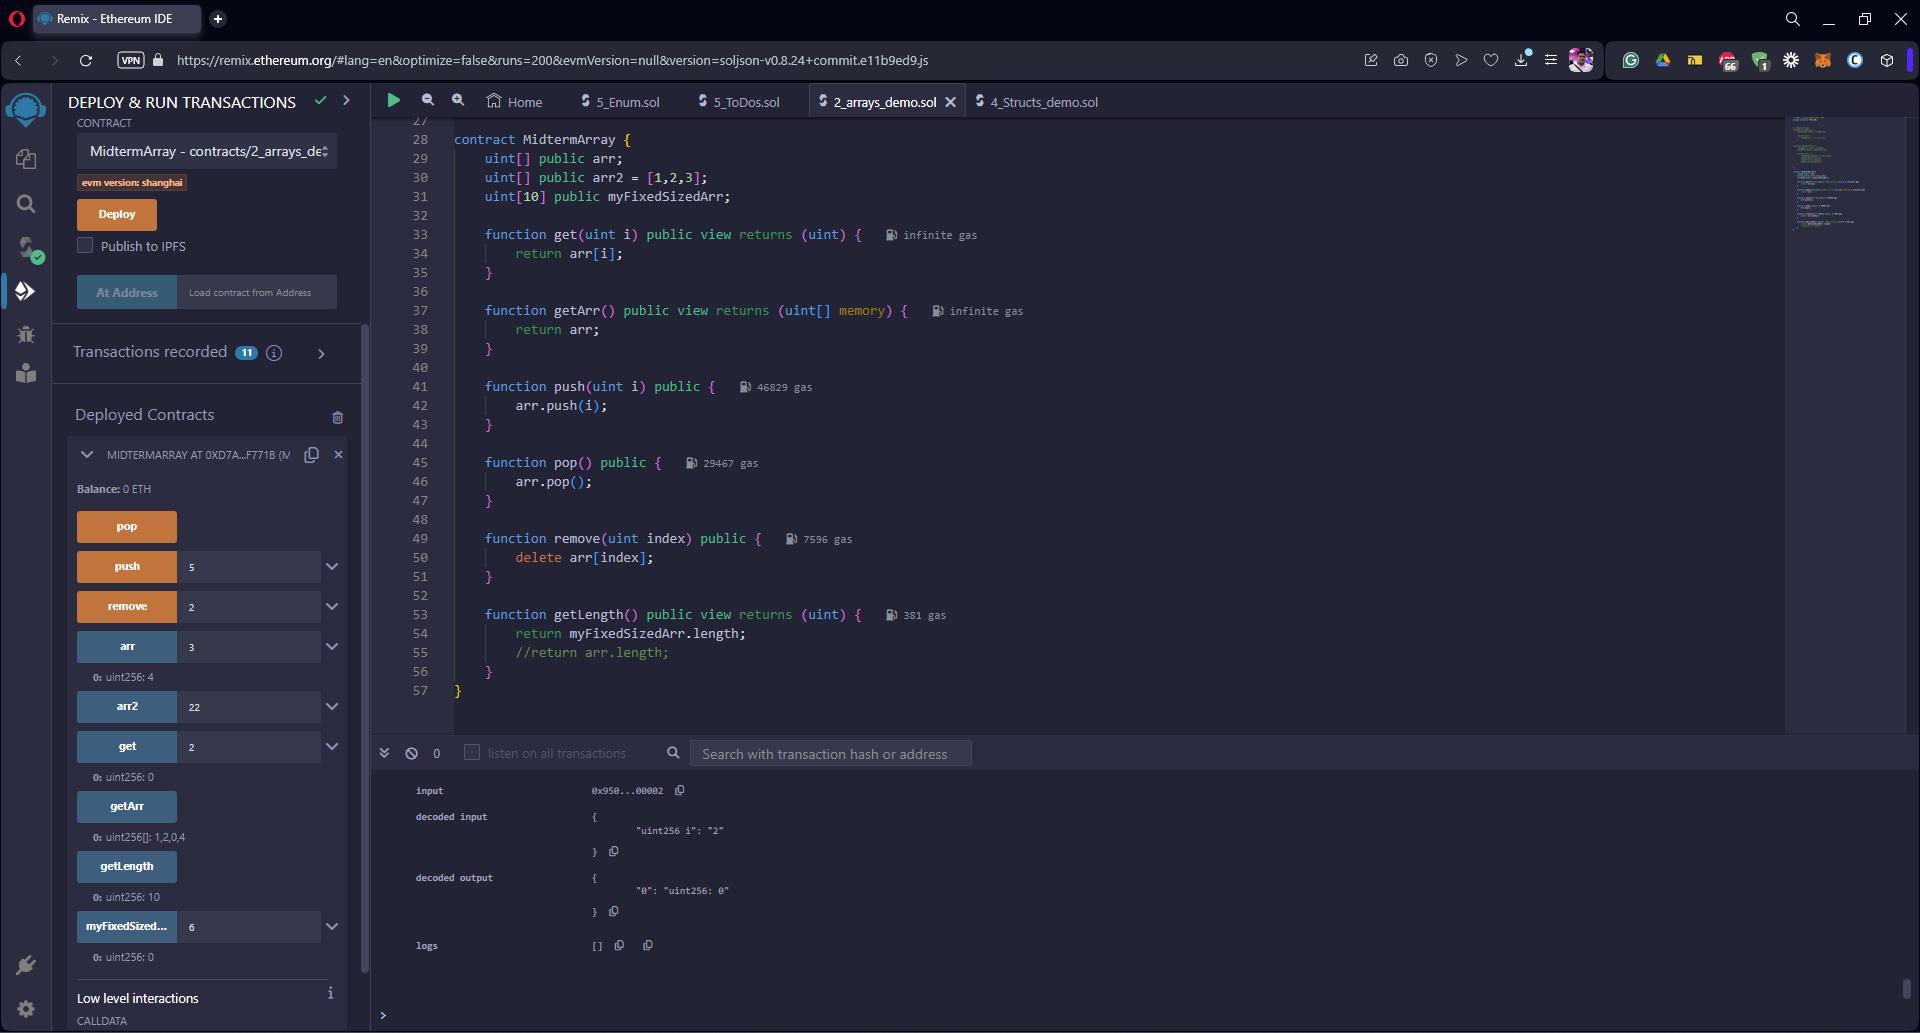 Remix - Ethereum IDE
VPN
https://remix.ethereum.org/#lang=en&optimize=false&runs=200&evmVersion=null&version=soljson-v0.8.24+commit.e11b9ed9.js
66
1
DEPLOY & RUN TRANSACTIONS
CONTRACT
MidtermArray - contracts/2_arrays_de
evm version: shanghai
Deploy
Publish to IPFS
At Address
Load contract from Address
Transactions recorded 11
Deployed Contracts
MIDTERMARRAY AT 0XD7A...F771B (M
Balance: 0 ETH
pop
push 5
remove 2
arr 3
0: uint256: 4
arr2 22
get 2
0: uint256: 0
getArr
0: uint256[]: 1,2,0,4
getLength
0: uint256: 10
myFixedSized... 6
0: uint256: 0
Low level interactions
CALLDATA
Home
5_Enum.sol
5_ToDos.sol
2_arrays_demo.sol
4_Structs_demo.sol
27
28 contract MidtermArray {
29 uint[] public arr;
30 uint[] public arr2 = [1,2,3];
31 uint[10] public myFixedSizedArr;
32
33 function get(uint i) public view returns (uint) { infinite gas
34 return arr[i];
35 }
36
37 function getArr() public view returns (uint[] memory) { infinite gas
38 return arr;
39 }
40
41 function push(uint i) public { 46829 gas
42 arr.push(i);
43 }
44
45 function pop() public { 29467 gas
46 arr.pop();
47 }
48
49 function remove(uint index) public { 7596 gas
50 delete arr[index];
51 }
52
53 function getLength() public view returns (uint) { 381 gas
54 return myFixedSizedArr.length;
55 //return arr.length;
56 }
57 }
0
listen on all transactions
Search with transaction hash or address
input 0x950...00002
decoded input {
"uint256 i": "2"
}
decoded output {
"0": "uint256: 0"
}
logs []
>